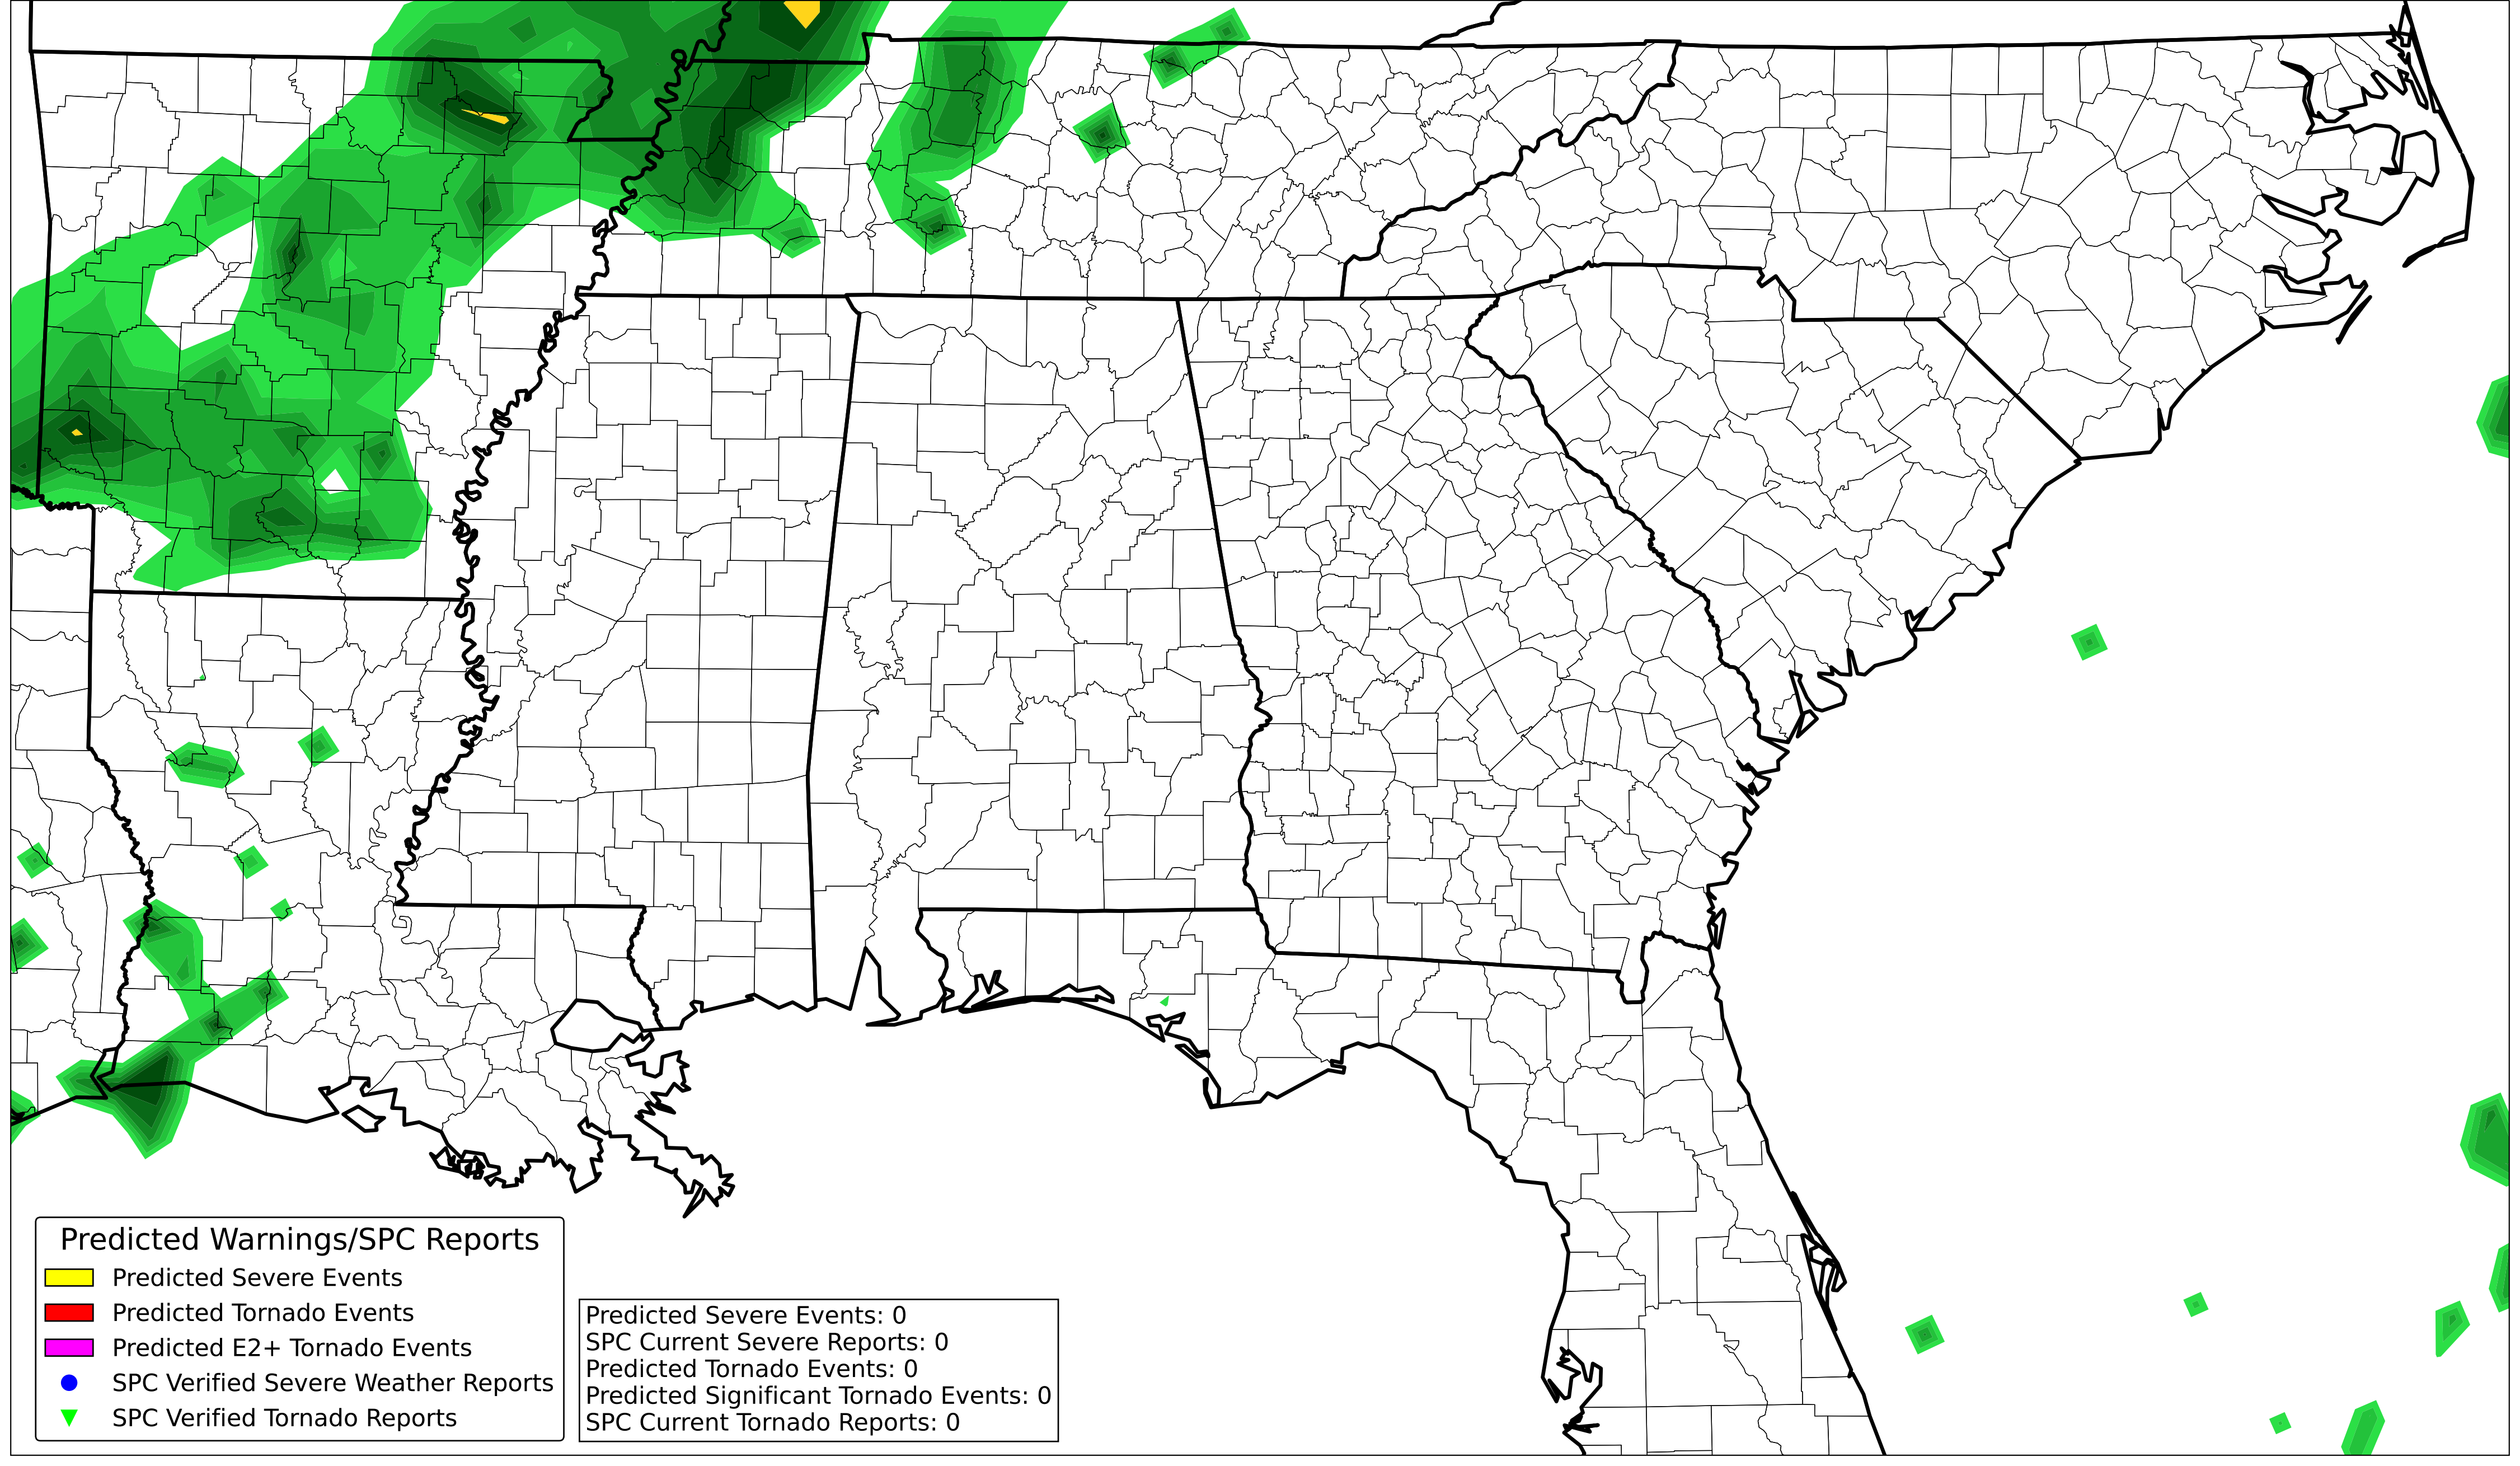 Predicted Warnings/SPC Reports
Predicted Severe Events
Predicted Tornado Events
Predicted E2+ Tornado Events
SPC Verified Severe Weather Reports
SPC Verified Tornado Reports
Predicted Severe Events: 0
SPC Current Severe Reports: 0
Predicted Tornado Events: 0
Predicted Significant Tornado Events: 0
SPC Current Tornado Reports: 0